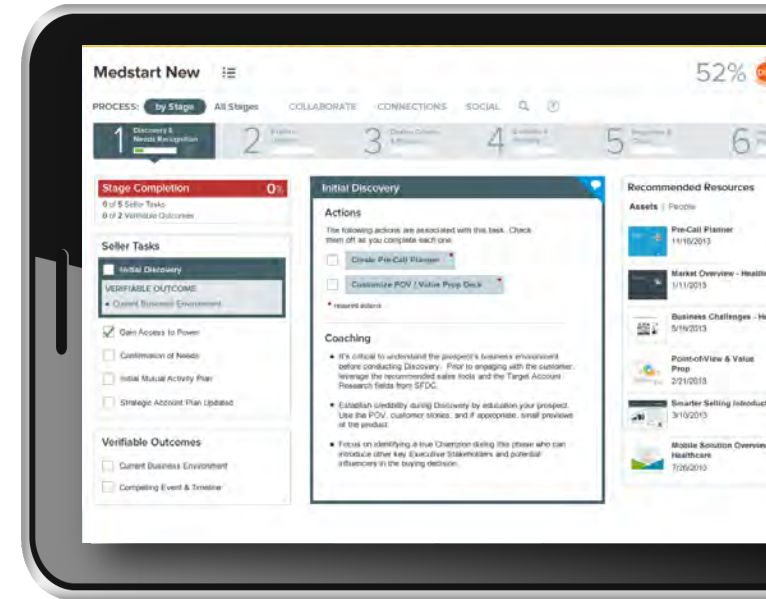 Medstart New
52%
PROCESS: by Stage All Stages COLLABORATE CONNECTIONS SOCIAL
1 Discovery &
Needs Recognition
2
3
4
5
6
Stage Completion 0%
0 of 5 Seller Tasks
0 of 2 Verifiable Outcomes
Seller Tasks
Initial Discovery
VERIFIABLE OUTCOME
• Current Business Environment
Gain Access to Power
Confirmation of Needs
Initial Mutual Activity Plan
Strategic Account Plan Updated
Verifiable Outcomes
Current Business Environment
Compelling Event & Timeline
Initial Discovery
Actions
The following actions are associated with this task. Check
them off as you complete each one.
Create Pre-Call Planner *
Customize POV / Value Prop Deck *
* required actions
Coaching
• It's critical to understand the prospect's business environment
before conducting Discovery. Prior to engaging with the customer,
leverage the recommended sales tools and the Target Account
Research fields from SFDC.
• Establish credibility during Discovery by education your prospect.
Use the POV, customer stories, and if appropriate, small previews
of the product.
• Focus on identifying a true Champion during this phase who can
introduce other key Executive Stakeholders and potential
influencers in the buying decision.
Recommended Resources
Assets | People
Pre-Call Planner
11/16/2013
Market Overview - Healthc
1/11/2013
Business Challenges - He
5/19/2013
Point-of-View & Value
Prop
2/21/2013
Smarter Selling Introduct
3/10/2013
Mobile Solution Overview
Healthcare
7/26/2013